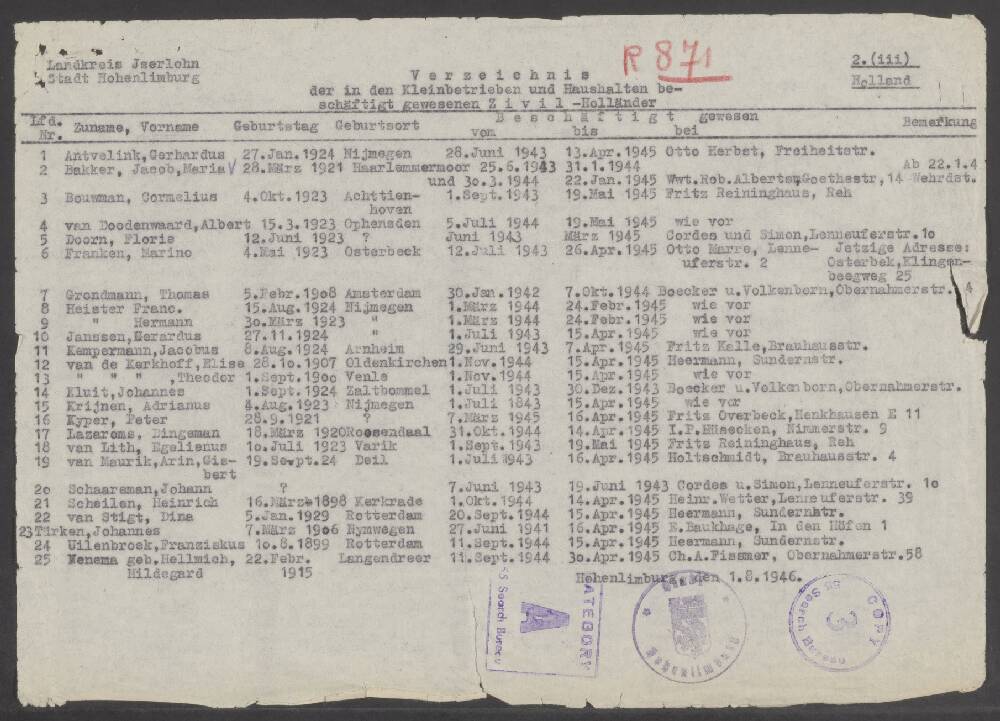 Landkreis Jserlohn
Stadt Hohenlimburg
R 871
2.(iii)
Holland
Verzeichnis
der in den Kleinbetrieben und Haushalten be-
schäftigt gewesenen Zivil-Holländer
Lfd. Nr. Zuname, Vorname Geburtstag Geburtsort Beschäftigt gewesen vom bis bei Bemerkung
1 Antvelink,Gerhardus 27.Jan.1924 Nijmegen 28.Juni 1943 13.Apr.1945 Otto Herbst, Freiheitstr.
2 Bakker, Jacob,Maria 28.März 1921 Haarlemmermoor 25.6.1943 31.1.1944 Ab 22.1.4
und 3o.3.1944 22.Jan.1945 Wwt.Rob.Alberten,Goethestr,14 Wehrdst.
3 Bouwman, Cornelius 4.Okt.1923 Achttien- 1.Sept.1943 19.Mai 1945 Fritz Reininghaus, Reh
hoven
4 van Doodenwaard,Albert 15.3.1923 Ophensden 5.Juli 1944 19.Mai 1945 wie vor
5 Doorn, Floris 12.Juni 1923 ? Juni 1943 März 1945 Cordes und Simon,Lenneuferstr.1o
6 Franken, Marino 4.Mai 1923 Osterbeck 12.Juli 1943 26.Apr.1945 Otto Marre, Lenne- Jetzige Adresse:
uferstr. 2 Osterbek,Klingen-
beegweg 25
7 Grondmann, Thomas 5.Febr.19o8 Amsterdam 30.Jan.1942 7.Okt.1944 Boecker u.Volkenborn,Obernahmerstr. 4
8 Heister Franc. 15.Aug.1924 Nijmegen 1.März 1944 24.Febr.1945 wie vor
9 " Hermann 3o.März 1923 " 1.März 1944 24.Febr.1945 wie vor
1o Janssen,Gerardus 27.11.1924 " 1.Juli 1943 15.Apr.1945 wie vor
11 Kempermann,Jacobus 8.Aug.1924 Arnheim 29.Juni 1943 7.Apr.1945 Fritz Kalle,Brauhausstr.
12 van de Kerkhoff,Elise 28.1o.1907 Oldenkirchen 1.Nov.1944 15.Apr.1945 Heermann, Sundernstr.
13 " " " ,Theodor 1.Sept.19oo Venlo 1.Nov.1944 15.Apr.1945 wie vor
14 Kluit,Johannes 1.Sept.1924 Zaltbommel 1.Juli 1943 30.Dez.1943 Boecker u.Volkenborn,Obernahmerstr.
15 Krijnen, Adrianus 4.Aug.1923 Nijmegen 1.Juli 1843 15.Apr.1945 wie vor
16 Kyper, Peter 28.9.1921 7.März 1945 16.Apr.1945 Fritz Overbeck,Henkhausen E 11
17 Lazaroms, Dingeman 18.März 1920 Roosendaal 31.Okt.1944 14.Apr.1945 I.P.Hüsecken, Nimmerstr. 9
18 van Lith, Egelienus 1o.Juli 1923 Varik 1.Sept.1943 19.Mai 1945 Fritz Reininghaus, Reh
19 van Maurik,Arin,Gis- 19.Sept.24 Deil 1.Juli 1943 16.Apr.1945 Holtschmidt, Brauhausstr. 4
bert
2o Schaarsman,Johann ? 7.Juni 1943 19.Juni 1943 Cordes u.Simon,Lenneuferstr. 1o
21 Scheilen, Heinrich 16.März 1898 Kerkrade 1.Okt.1944 14.Apr.1945 Heinr.Wetter,Lenneuferstr. 39
22 van Stigt, Dina 5.Jan.1929 Rotterdam 20.Sept.1944 15.Apr.1945 Heermann, Sundernstr.
23 Türken,Johannes 7.März 19o6 Nymwegen 27.Juni 1941 16.Apr.1945 E.Baukhage, In den Hüfen 1
24 Uilenbroek,Franziskus 1o.8.1899 Rotterdam 11.Sept.1944 15.Apr.1945 Heermann, Sundernstr.
25 Wenema geb.Hellmich, 22.Febr. Langendreer 11.Sept.1944 3o.Apr.1945 Ch.A.Fissmer, Obernahmerstr.58
Hildegard 1915
Hohenlimburg, den 1.8.1946.
Search Bureau
A
CATEGORY
Stadt
COPY
3
Search Bureau